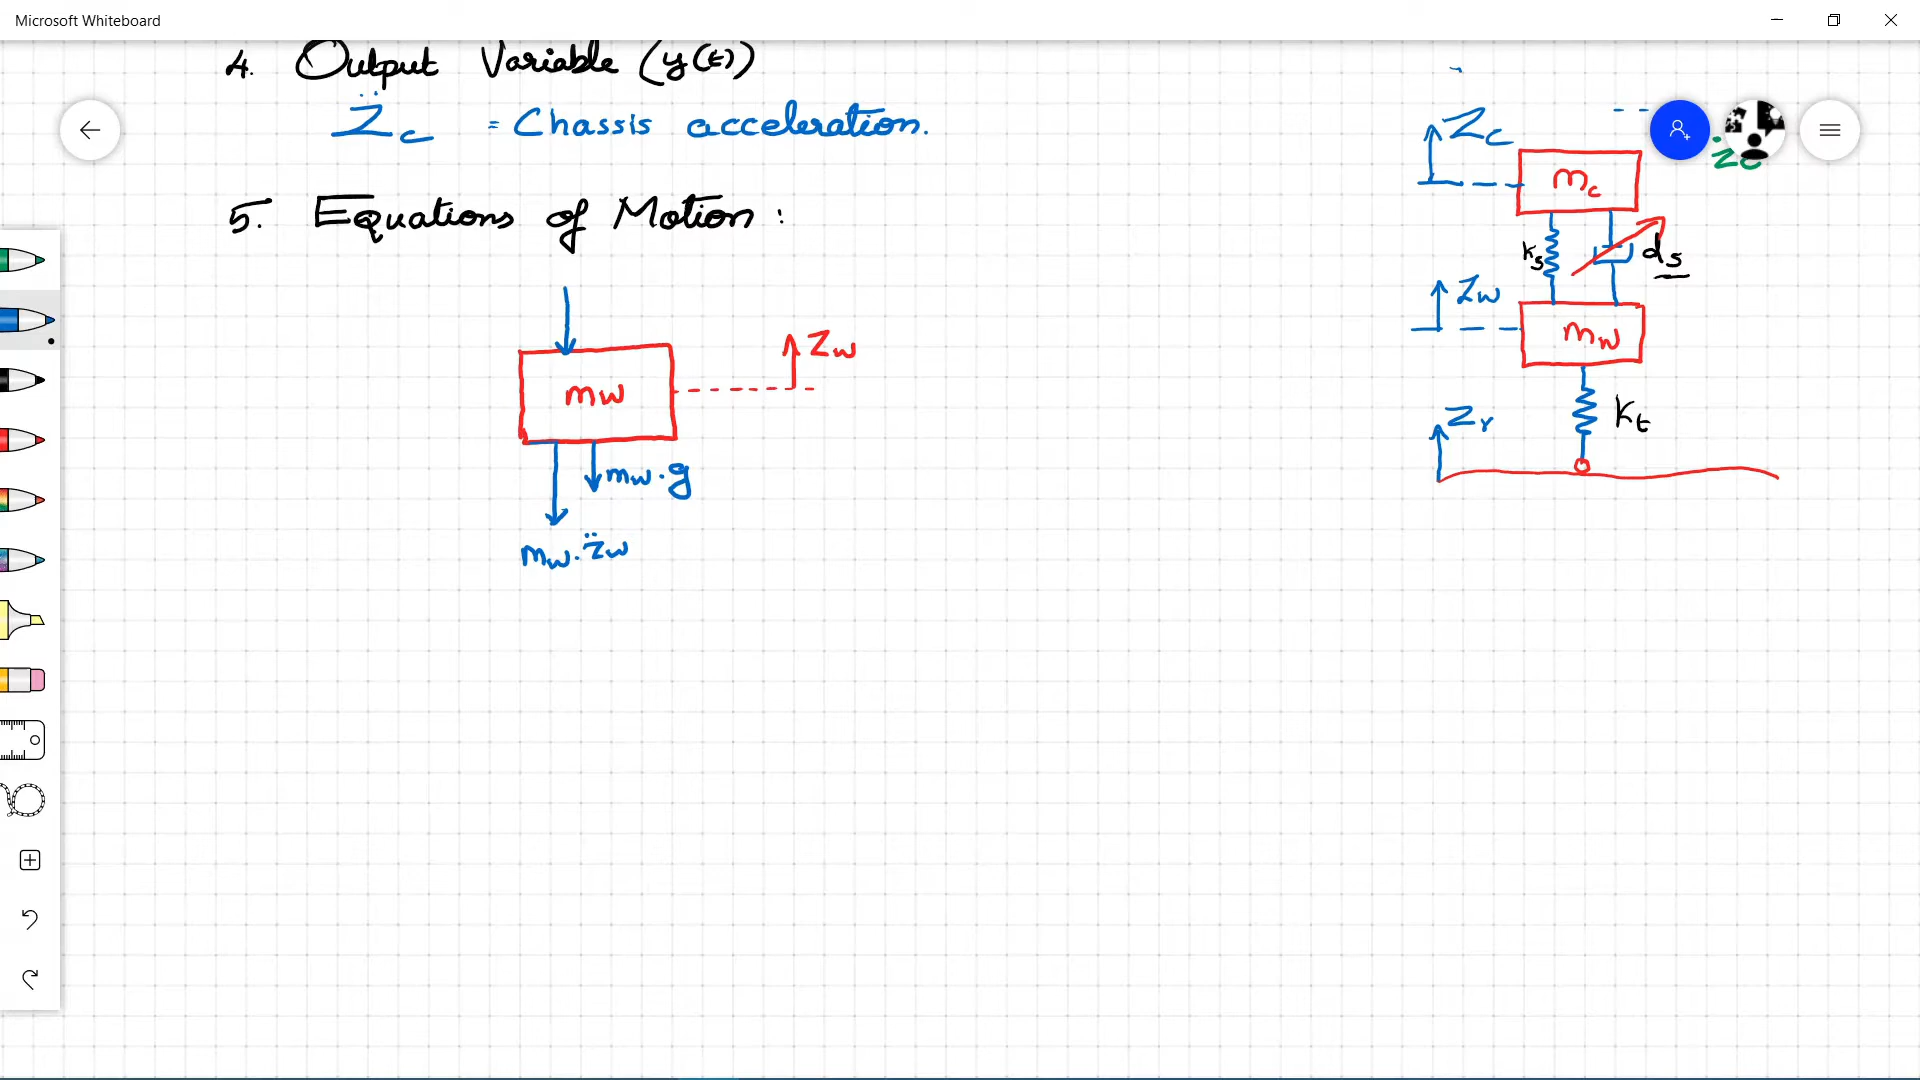 Microsoft Whiteboard
4. Output Variable (y(t))
Z̈c = Chassis acceleration.
5. Equations of Motion :
mw
Zw
mw.g
mw.z̈w
Zc
żc
mc
ks
ds
Zw
mw
Zr
Kt